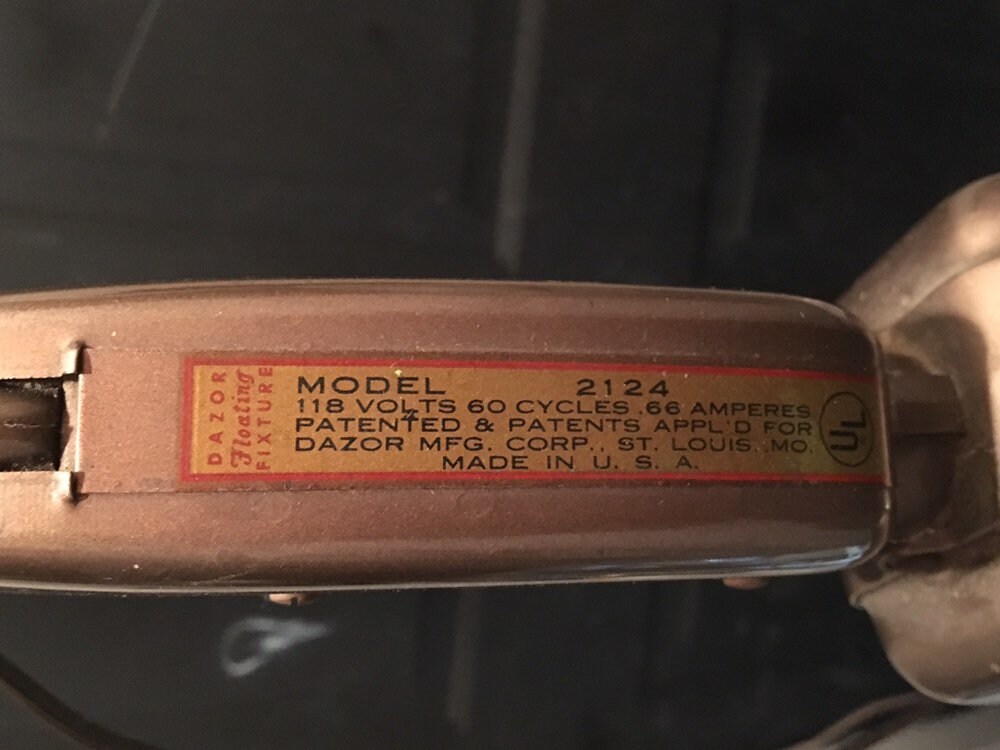 DAZOR
Floating
FIXTURE
MODEL 2124
118 VOLTS 60 CYCLES .66 AMPERES
PATENTED & PATENTS APPL'D FOR
DAZOR MFG. CORP., ST. LOUIS, MO.
MADE IN U. S. A.
UL